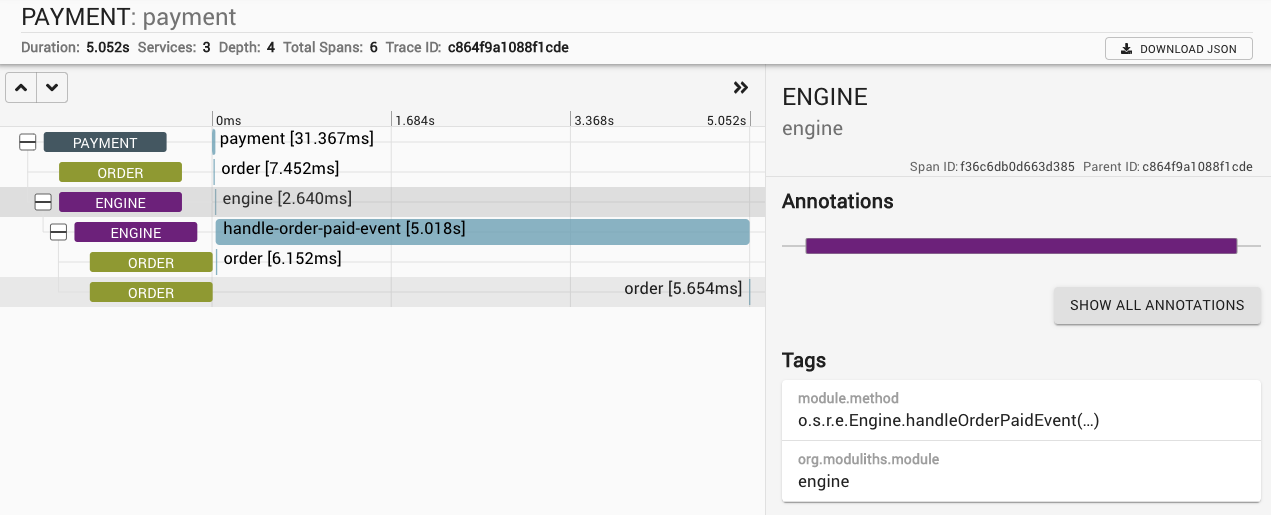 PAYMENT: payment
Duration: 5.052s Services: 3 Depth: 4 Total Spans: 6 Trace ID: c864f9a1088f1cde
DOWNLOAD JSON
0ms 1.684s 3.368s 5.052s
PAYMENT payment [31.367ms]
ORDER order [7.452ms]
ENGINE engine [2.640ms]
ENGINE handle-order-paid-event [5.018s]
ORDER order [6.152ms]
ORDER order [5.654ms]
ENGINE
engine
Span ID: f36c6db0d663d385 Parent ID: c864f9a1088f1cde
Annotations
SHOW ALL ANNOTATIONS
Tags
module.method
o.s.r.e.Engine.handleOrderPaidEvent(…)
org.moduliths.module
engine